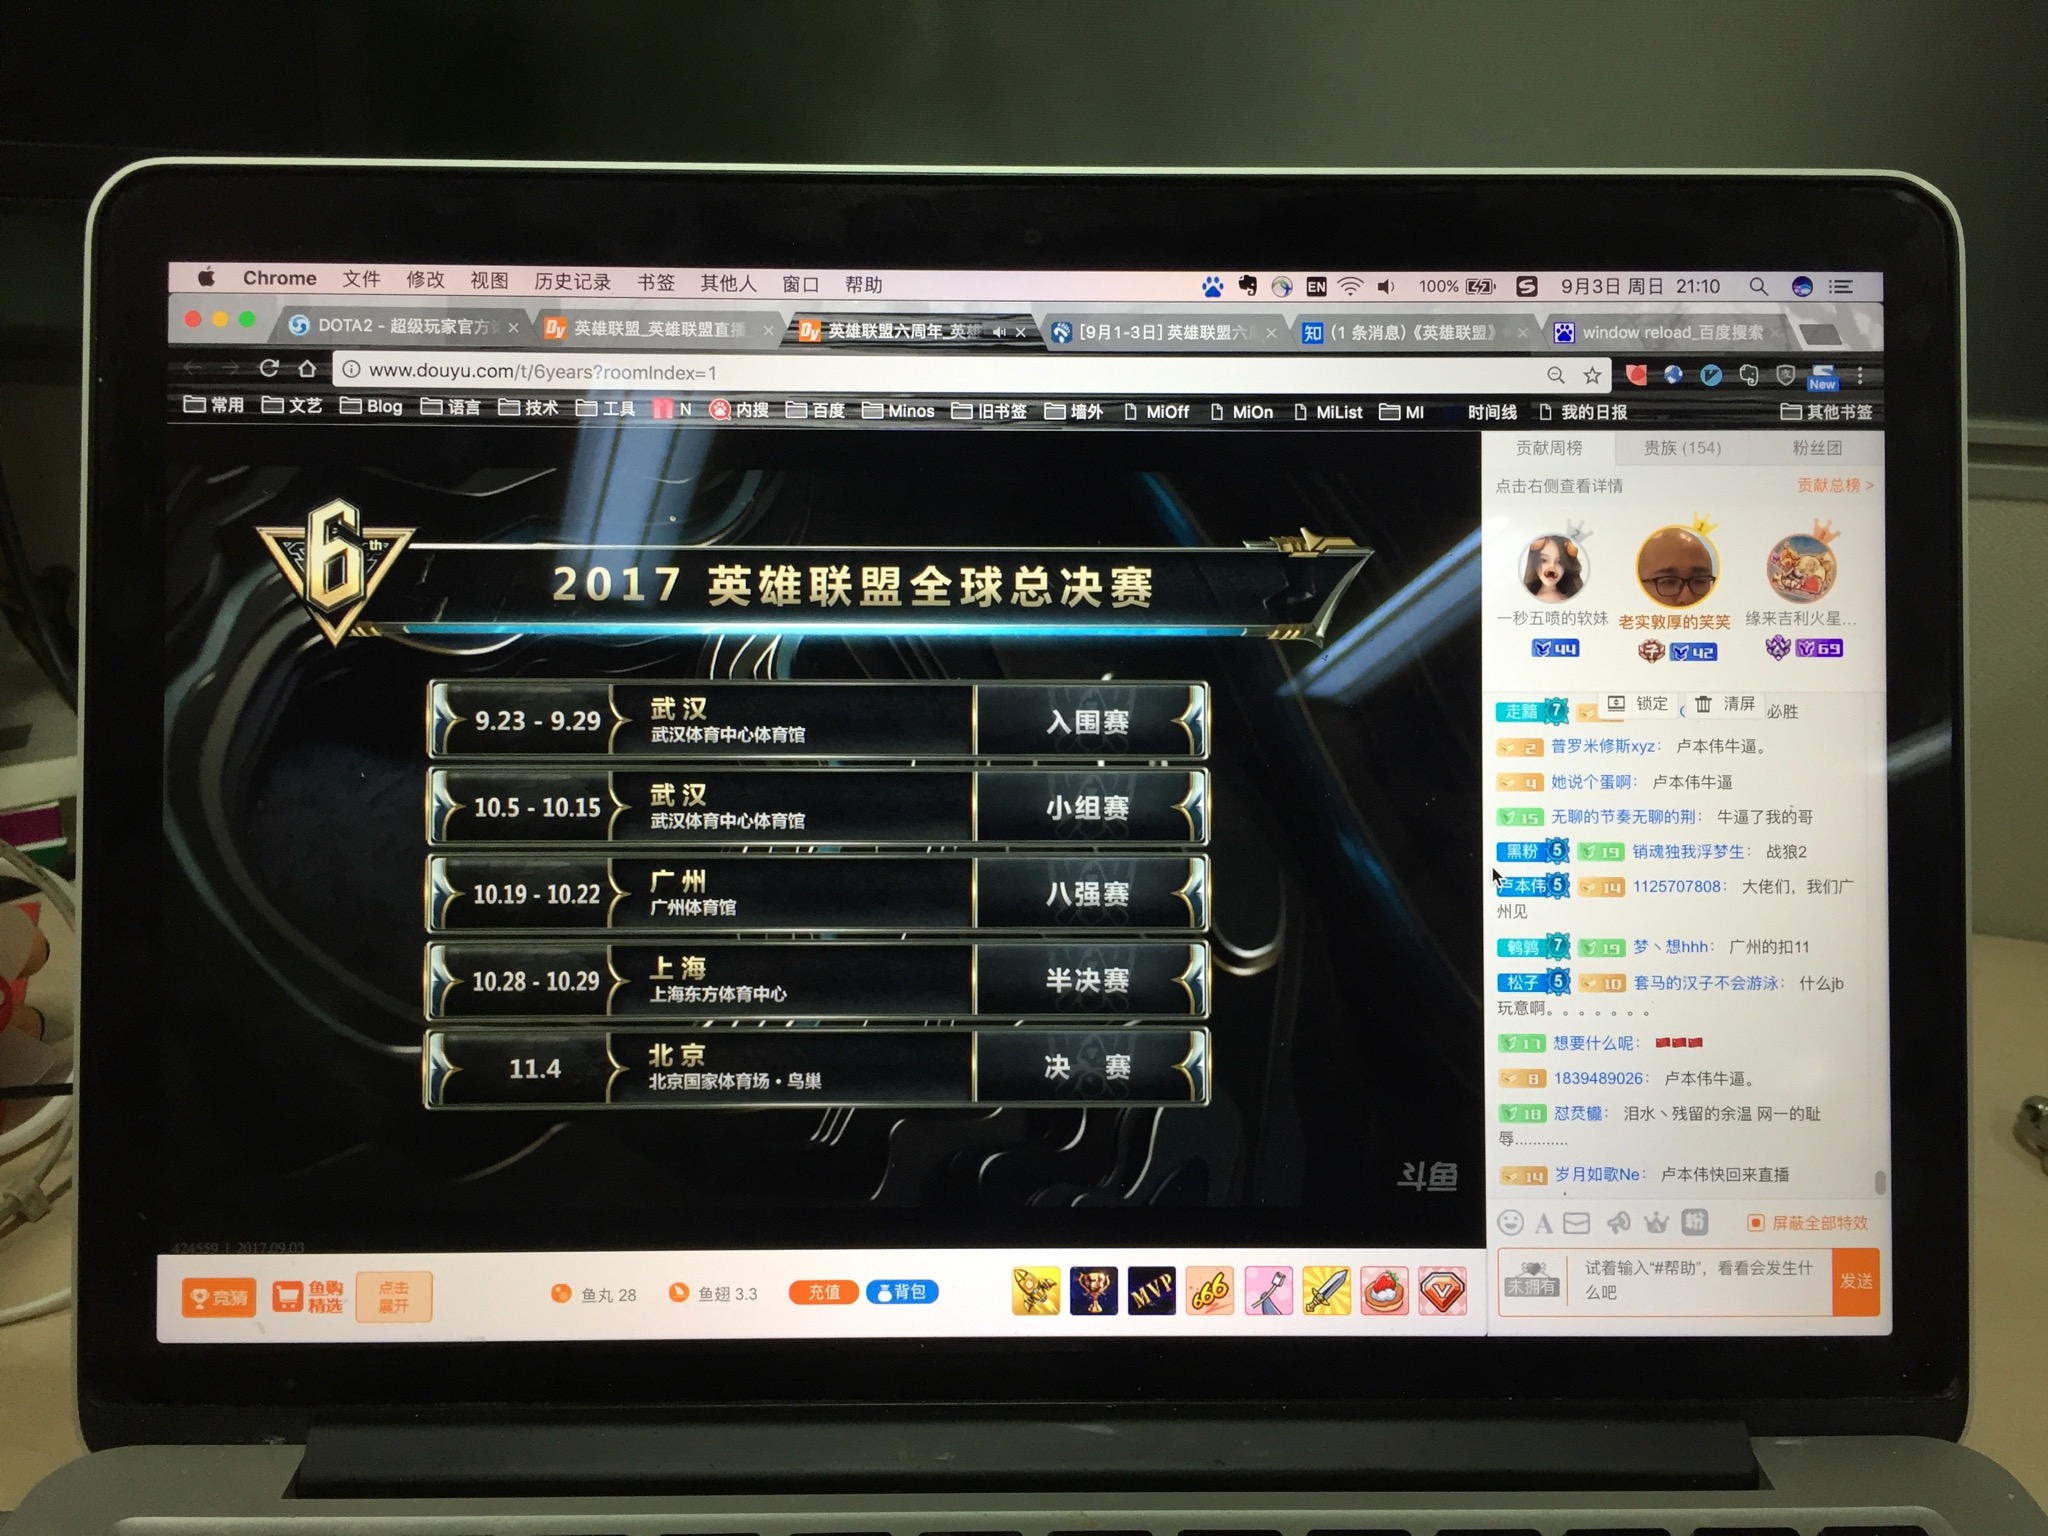 Chrome 文件 修改 视图 历史记录 书签 其他人 窗口 帮助 EN 100% 9月3日 周日 21:10
DOTA2 - 超级玩家官方 英雄联盟_英雄联盟直播 英雄联盟六周年_英雄 [9月1-3日] 英雄联盟六 知 (1 条消息)《英雄联盟》 window reload_百度搜索
www.douyu.com/t/6years?roomIndex=1
New
常用 文艺 Blog 语言 技术 工具 N 内搜 百度 Minos 旧书签 墙外 MiOff MiOn MiList MI 时间线 我的日报 其他书签
6th
2017 英雄联盟全球总决赛
9.23 - 9.29 武汉 入围赛
武汉体育中心体育馆
10.5 - 10.15 武汉 小组赛
武汉体育中心体育馆
10.19 - 10.22 广州 八强赛
广州体育馆
10.28 - 10.29 上海 半决赛
上海东方体育中心
11.4 北京 决 赛
北京国家体育场·鸟巢
斗鱼
424559 | 2017.09.03
竞猜 鱼购精选 点击展开 鱼丸 28 鱼翅 3.3 充值 背包 MVP 666
贡献周榜 贵族 (154) 粉丝团
点击右侧查看详情 贡献总榜 >
一秒五喷的软妹 老实敦厚的笑笑 缘来吉利火星...
44 42 69
锁定 清屏
7 必胜
2 普罗米修斯xyz： 卢本伟牛逼。
4 她说个蛋啊： 卢本伟牛逼
15 无聊的节奏无聊的荆： 牛逼了我的哥
黑粉 5 19 销魂独我浮梦生： 战狼2
卢本伟 5 14 1125707808： 大佬们，我们广
州见
鹌鹑 7 19 梦丶想hhh： 广州的扣11
松子 5 10 套马的汉子不会游泳： 什么jb
玩意啊。。。。。。。
17 想要什么呢：
8 1839489026： 卢本伟牛逼。
18 泪水丶残留的余温 网一的耻
辱............
14 岁月如歌Ne： 卢本伟快回来直播
A 粉 屏蔽全部特效
未拥有 试着输入“#帮助”，看看会发生什
么吧
发送